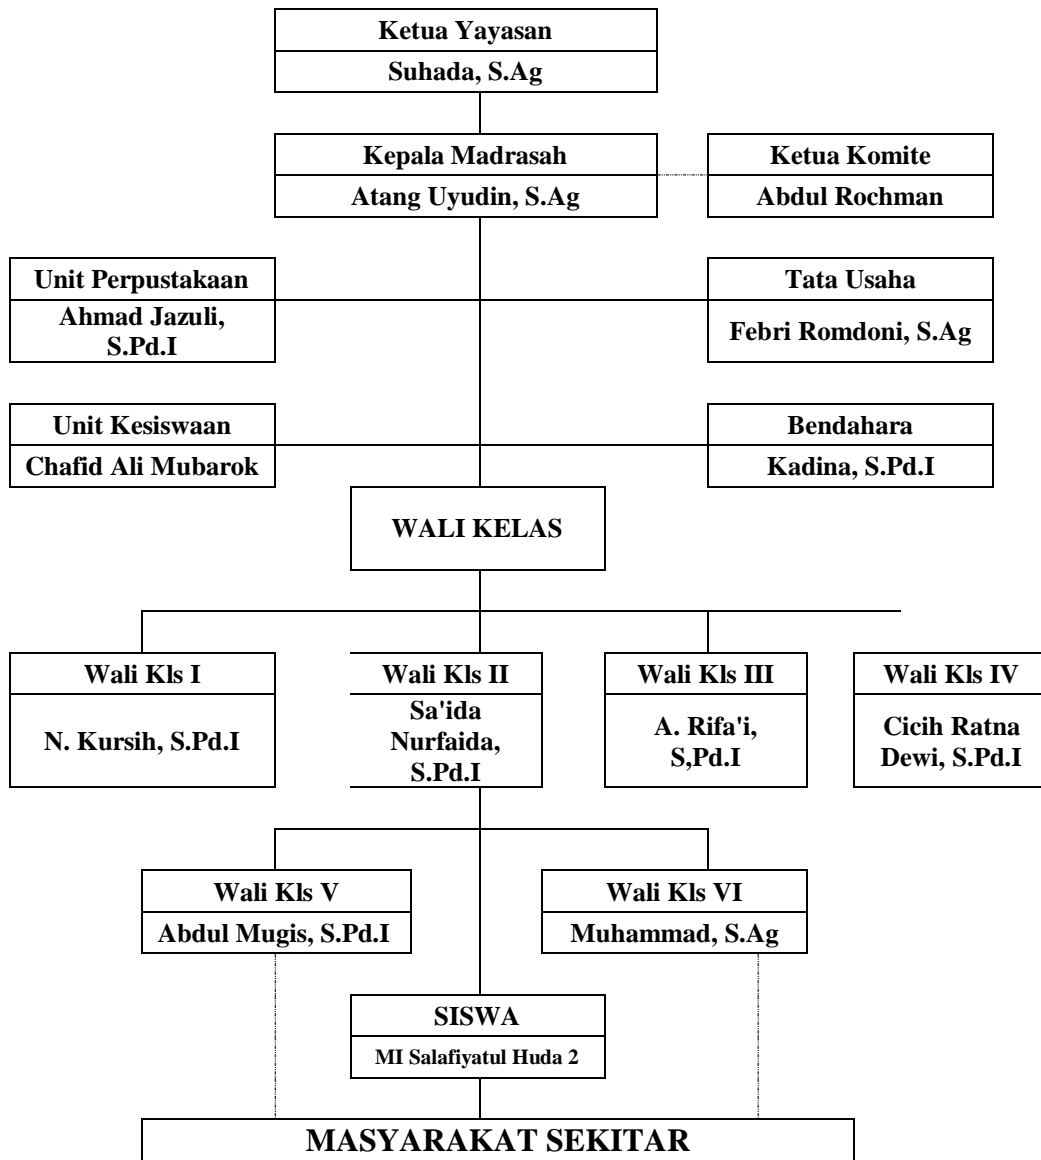 Ketua Yayasan
Suhada, S.Ag
Kepala Madrasah
Ketua Komite
Atang Uyudin, S.Ag
Abdul Rochman
Unit Perpustakaan
Tata Usaha
Ahmad Jazuli,
S.Pd.I
Febri Romdoni, S.Ag
Unit Kesiswaan
Bendahara
Chafid Ali Mubarok
Kadina, S.Pd.I
WALI KELAS
Wali Kls I
Wali Kls II
Wali Kls III
Wali Kls IV
N. Kursih, S.Pd.I
Sa'ida
Nurfaida,
S.Pd.I
A. Rifa'i,
S,Pd.I
Cicih Ratna
Dewi, S.Pd.I
Wali Kls V
Wali Kls VI
Abdul Mugis, S.Pd.I
Muhammad, S.Ag
SISWA
MI Salafiyatul Huda 2
MASYARAKAT SEKITAR